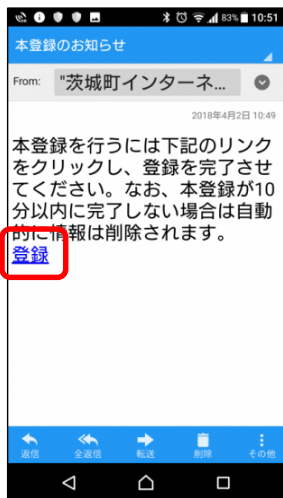 83% 10:51
本登録のお知らせ
From: "茨城町インターネ...
2018年4月2日 10:49
本登録を行うには下記のリンク
をクリックし、登録を完了させ
てください。なお、本登録が10
分以内に完了しない場合は自動
的に情報は削除されます。
登録
返信 全返信 転送 削除 その他